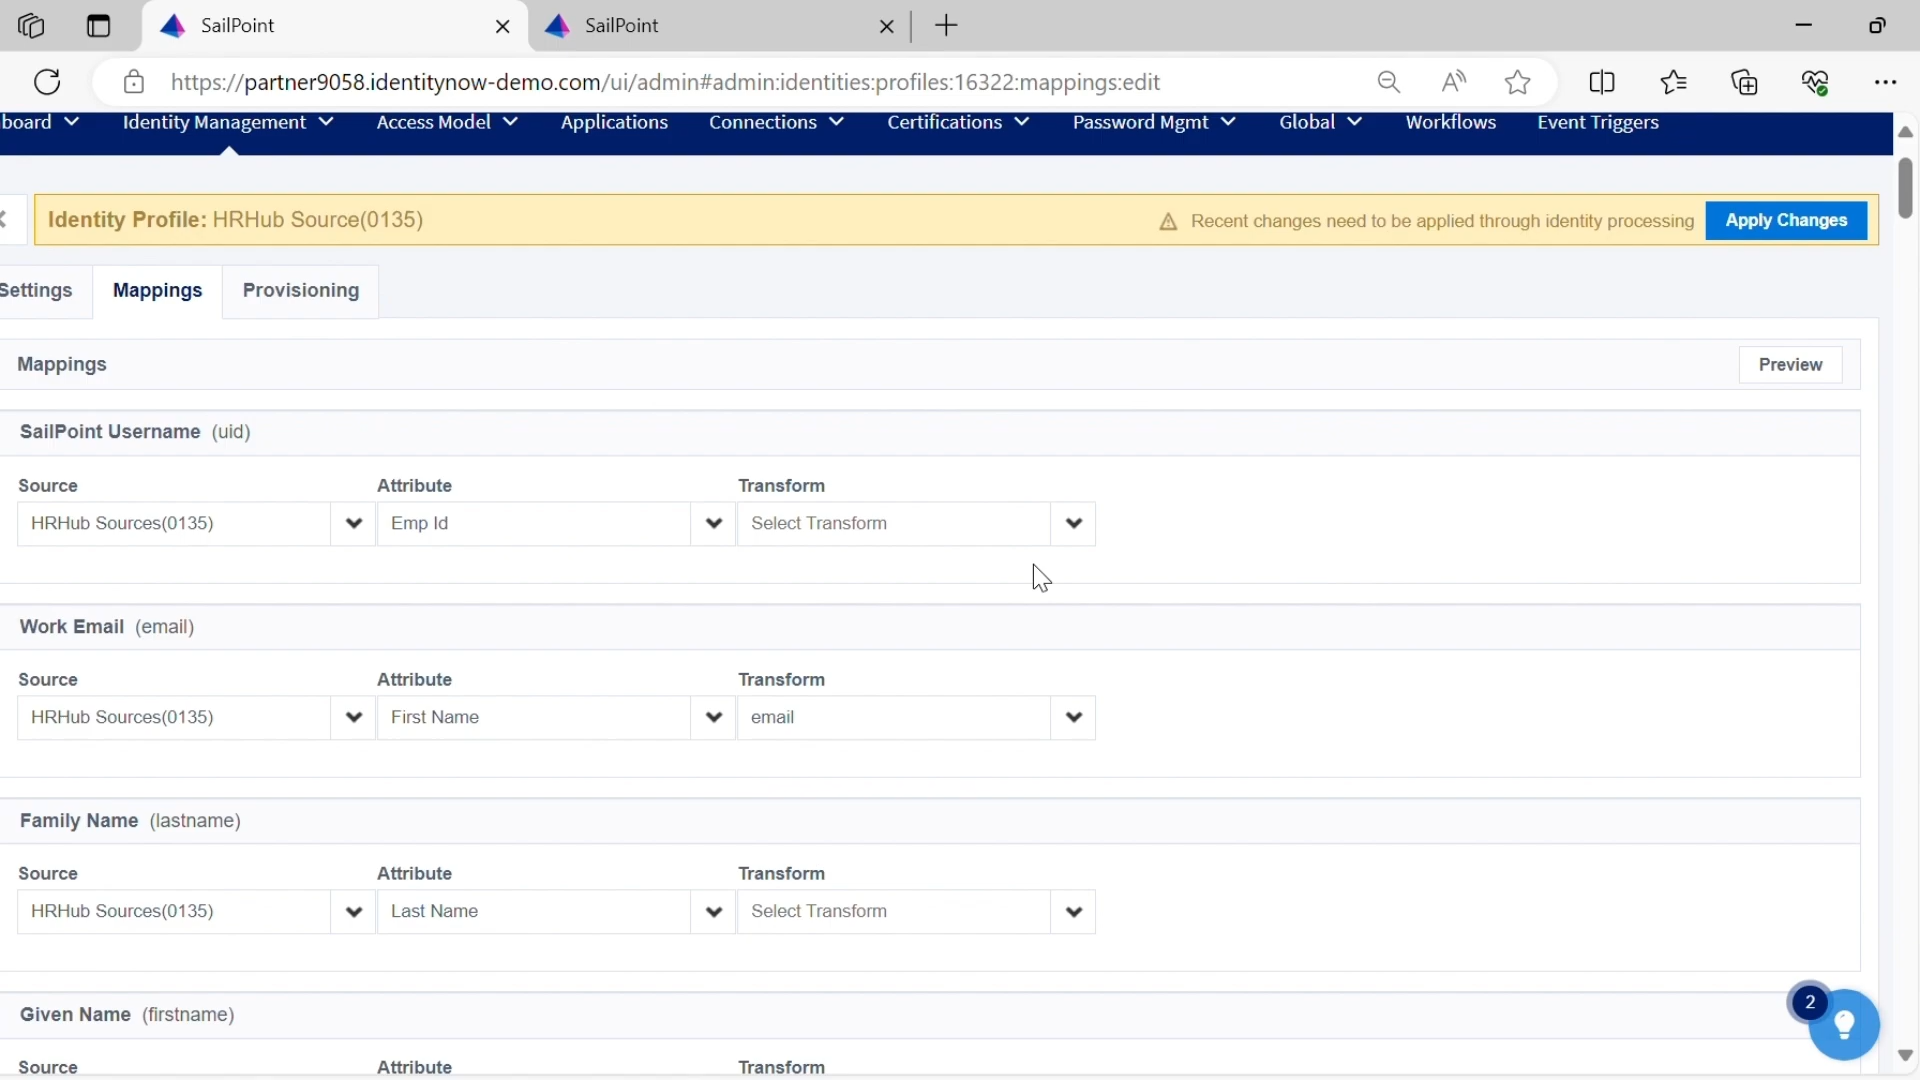 SailPoint
SailPoint
https://partner9058.identitynow-demo.com/ui/admin#admin:identities:profiles:16322:mappings:edit
board Identity Management Access Model Applications Connections Certifications Password Mgmt Global Workflows Event Triggers
Identity Profile: HRHub Source(0135) Recent changes need to be applied through identity processing Apply Changes
Settings Mappings Provisioning
Mappings Preview
SailPoint Username (uid)
Source Attribute Transform
HRHub Sources(0135) Emp Id Select Transform
Work Email (email)
Source Attribute Transform
HRHub Sources(0135) First Name email
Family Name (lastname)
Source Attribute Transform
HRHub Sources(0135) Last Name Select Transform
2
Given Name (firstname)
Source Attribute Transform